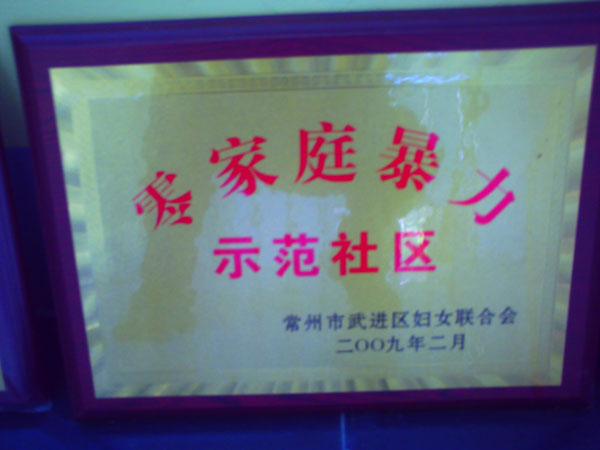 零家庭暴力
示范社区
常州市武进区妇女联合会
二〇〇九年二月